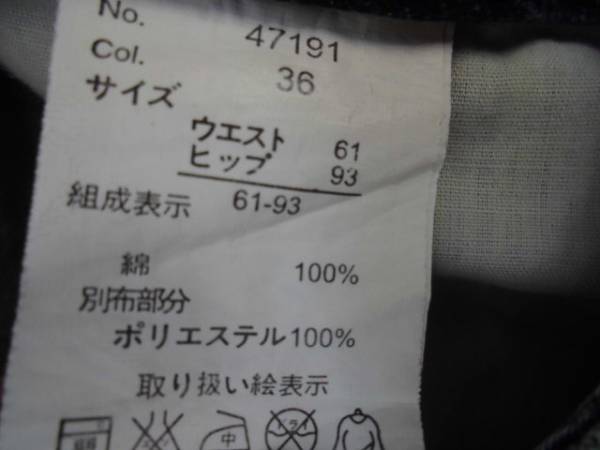 No. 47191
Col. 36
サイズ
ウエスト 61
ヒップ 93
61-93
組成表示
綿 100%
別布部分
ポリエステル100%
取り扱い絵表示
中